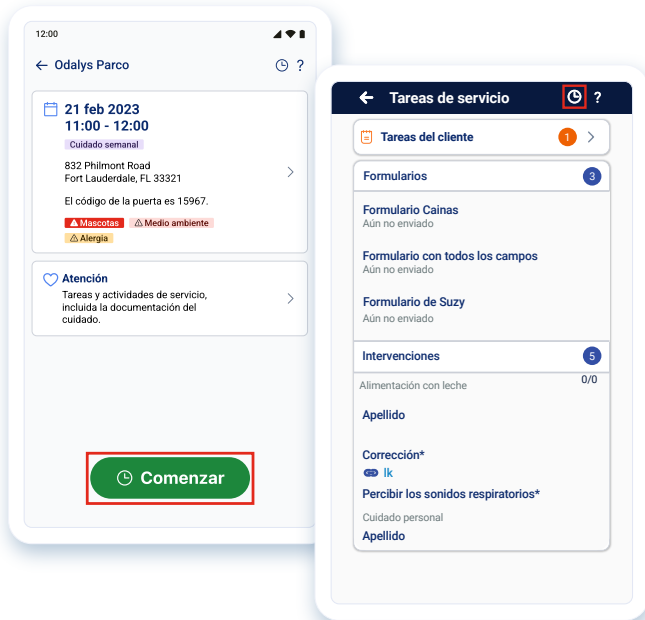 12:00
Odalys Parco
?
21 feb 2023
11:00 - 12:00
Cuidado semanal
832 Philmont Road
Fort Lauderdale, FL 33321
El código de la puerta es 15967.
Mascotas
Medio ambiente
Alergia
Atención
Tareas y actividades de servicio,
incluida la documentación del
cuidado.
Comenzar
Tareas de servicio
?
Tareas del cliente
1
Formularios
3
Formulario Cainas
Aún no enviado
Formulario con todos los campos
Aún no enviado
Formulario de Suzy
Aún no enviado
Intervenciones
5
Alimentación con leche
0/0
Apellido
Corrección*
lk
Percibir los sonidos respiratorios*
Cuidado personal
Apellido